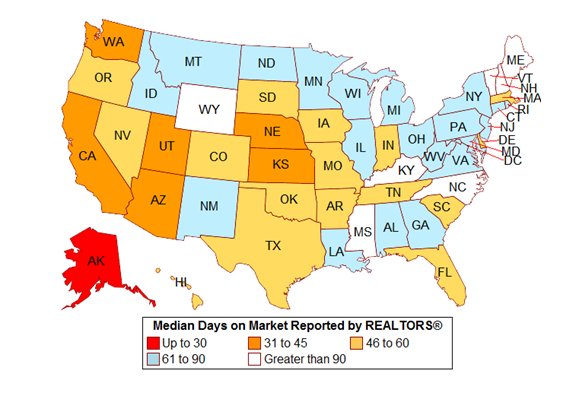 WA
MT
ND
MN
ME
OR
ID
WY
SD
WI
MI
NY
VT
NH
MA
RI
CT
NV
UT
CO
NE
IA
IL
IN
OH
PA
NJ
DE
MD
DC
CA
AZ
NM
KS
MO
KY
WV
VA
OK
AR
TN
NC
TX
LA
MS
AL
GA
SC
FL
AK
HI
Median Days on Market Reported by REALTORS®
Up to 30 31 to 45 46 to 60
61 to 90 Greater than 90